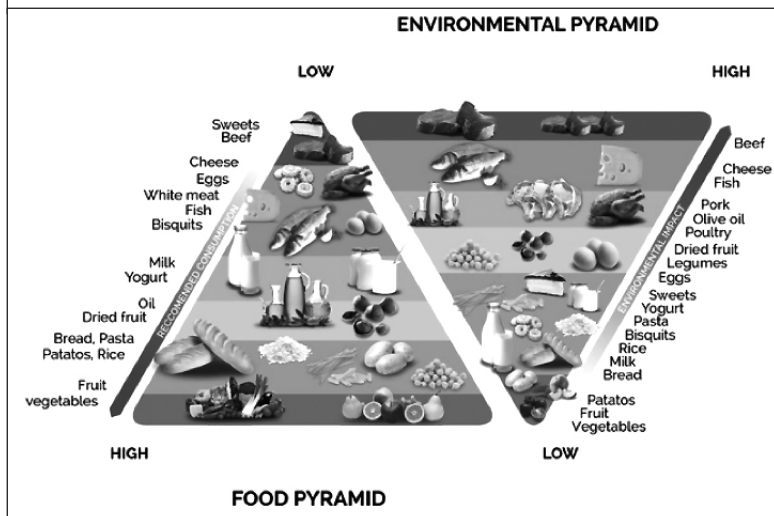 ENVIRONMENTAL PYRAMID
LOW
HIGH
Sweets
Beef
Cheese
Eggs
White meat
Fish
Bisquits
Milk
Yogurt
Oil
Dried fruit
Bread, Pasta
Patatos, Rice
Fruit
vegetables
RECCOMENDED CONSUMPTION
HIGH
Beef
Cheese
Fish
Pork
Olive oil
Poultry
Dried fruit
Legumes
Eggs
Sweets
Yogurt
Pasta
Bisquits
Rice
Milk
Bread
Patatos
Fruit
Vegetables
ENVIRONMENTAL IMPACT
LOW
FOOD PYRAMID